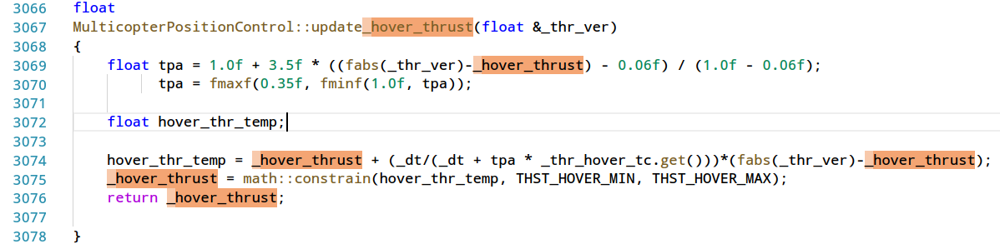 3066 float
3067 MulticopterPositionControl::update_hover_thrust(float &_thr_ver)
3068 {
3069 float tpa = 1.0f + 3.5f * ((fabs(_thr_ver)-_hover_thrust) - 0.06f) / (1.0f - 0.06f);
3070 tpa = fmaxf(0.35f, fminf(1.0f, tpa));
3071
3072 float hover_thr_temp;
3073
3074 hover_thr_temp = _hover_thrust + (_dt/(_dt + tpa * _thr_hover_tc.get()))*(fabs(_thr_ver)-_hover_thrust);
3075 _hover_thrust = math::constrain(hover_thr_temp, THST_HOVER_MIN, THST_HOVER_MAX);
3076 return _hover_thrust;
3077
3078 }